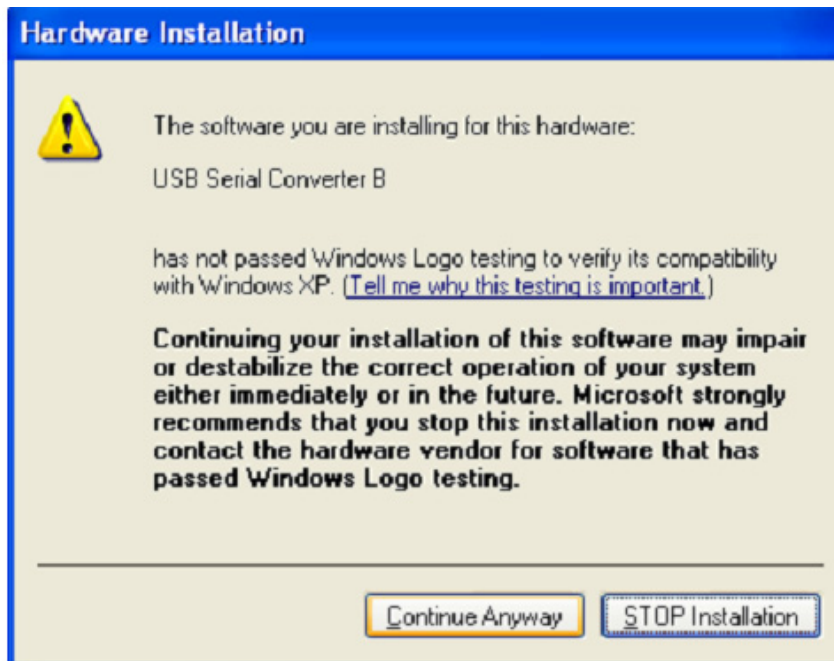 Hardware Installation
The software you are installing for this hardware:
USB Serial Converter B
has not passed Windows Logo testing to verify its compatibility
with Windows XP. (Tell me why this testing is important.)
Continuing your installation of this software may impair
or destabilize the correct operation of your system
either immediately or in the future. Microsoft strongly
recommends that you stop this installation now and
contact the hardware vendor for software that has
passed Windows Logo testing.
Continue Anyway
STOP Installation